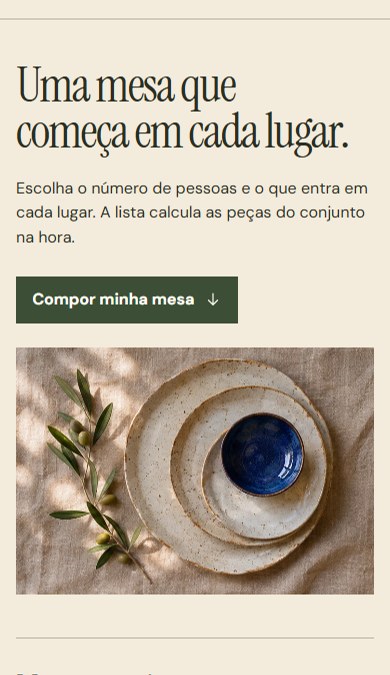 Uma mesa que
começa em cada lugar.
Escolha o número de pessoas e o que entra em
cada lugar. A lista calcula as peças do conjunto
na hora.
Compor minha mesa ↓